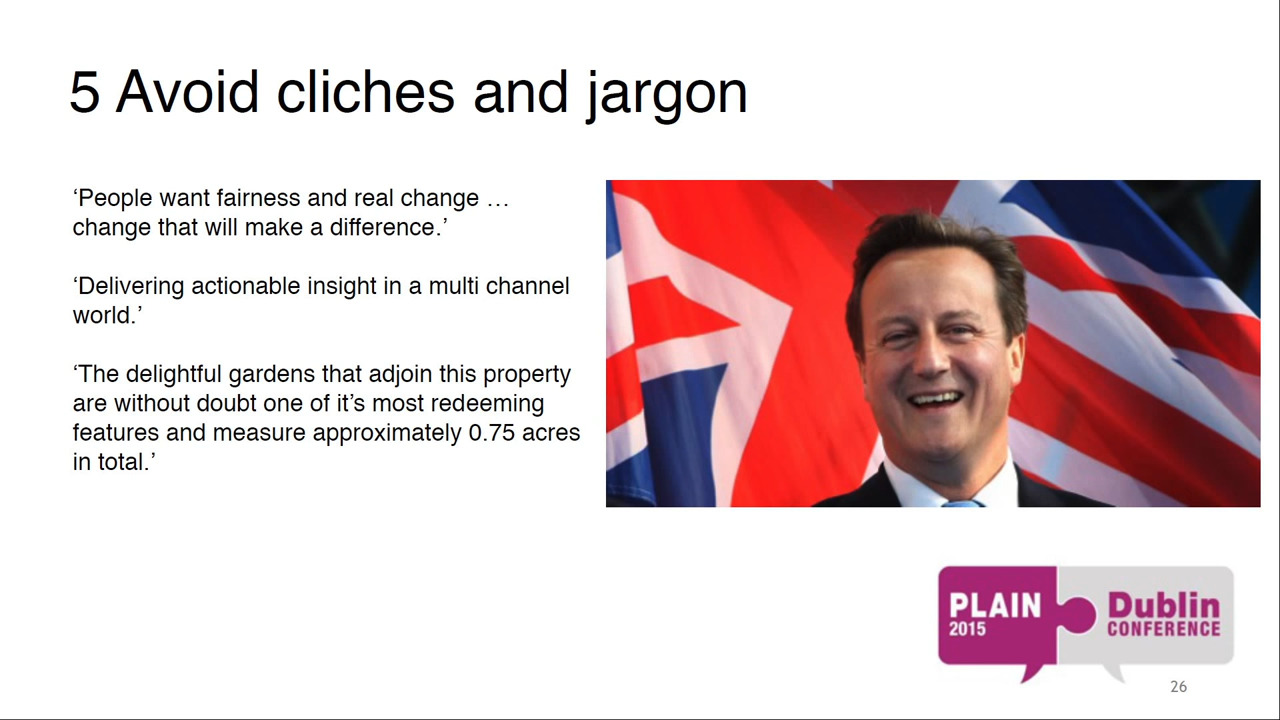 5 Avoid cliches and jargon
‘People want fairness and real change …
change that will make a difference.’
‘Delivering actionable insight in a multi channel
world.’
‘The delightful gardens that adjoin this property
are without doubt one of it’s most redeeming
features and measure approximately 0.75 acres
in total.’
PLAIN
2015
Dublin
CONFERENCE
26